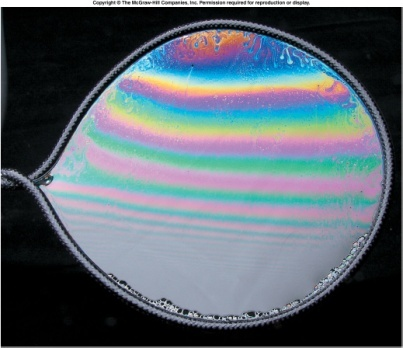 Copyright © The McGraw-Hill Companies, Inc. Permission required for reproduction or display.